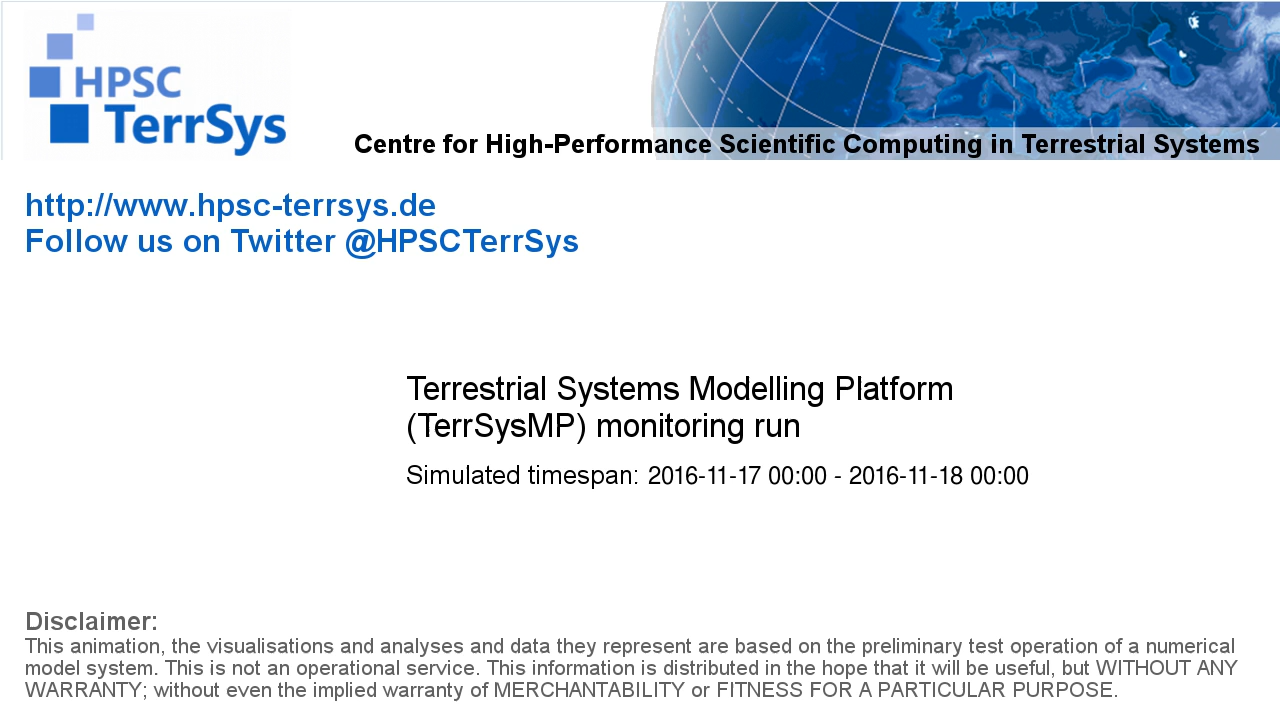 HPSC
TerrSys
Centre for High-Performance Scientific Computing in Terrestrial Systems
http://www.hpsc-terrsys.de
Follow us on Twitter @HPSCTerrSys
Terrestrial Systems Modelling Platform
(TerrSysMP) monitoring run
Simulated timespan: 2016-11-17 00:00 - 2016-11-18 00:00
Disclaimer:
This animation, the visualisations and analyses and data they represent are based on the preliminary test operation of a numerical
model system. This is not an operational service. This information is distributed in the hope that it will be useful, but WITHOUT ANY
WARRANTY; without even the implied warranty of MERCHANTABILITY or FITNESS FOR A PARTICULAR PURPOSE.